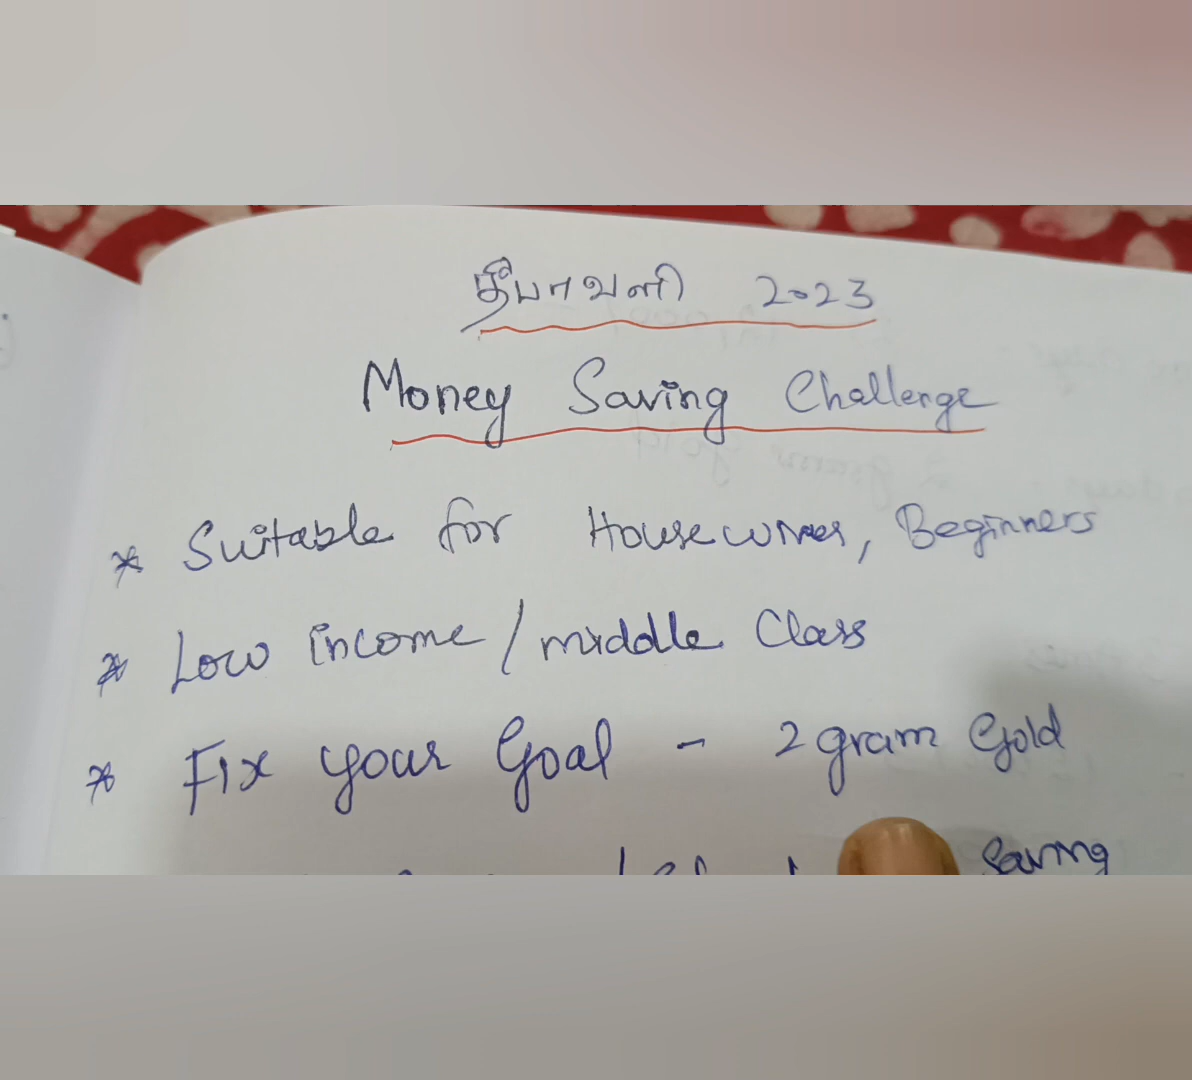 தீபாவளி 2023
Money Saving Challenge
* Suitable for Housewives, Beginners
* Low income / middle class
* Fix your Goal - 2 gram Gold
Saving